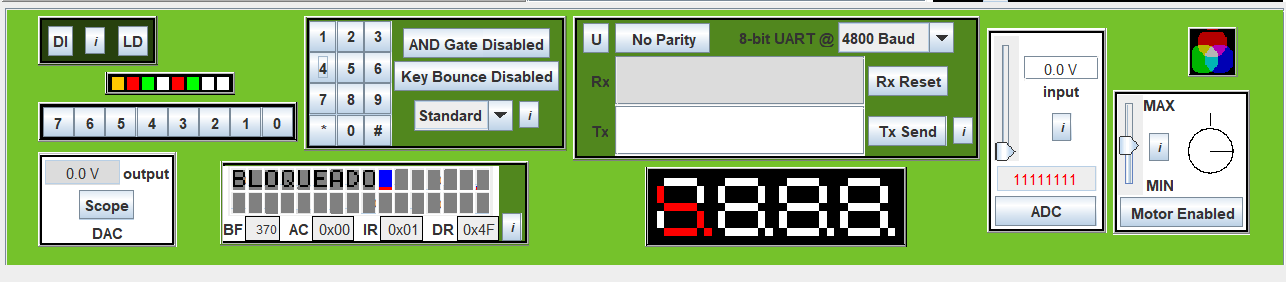 DI i LD
7 6 5 4 3 2 1 0
0.0 V output
Scope
DAC
1 2 3
4 5 6
7 8 9
* 0 #
AND Gate Disabled
Key Bounce Disabled
Standard i
BLOQUEADO
BF 370 AC 0x00 IR 0x01 DR 0x4F i
U No Parity 8-bit UART @ 4800 Baud
Rx Rx Reset
Tx Tx Send i
0.0 V
input
i
11111111
ADC
MAX
i
MIN
Motor Enabled